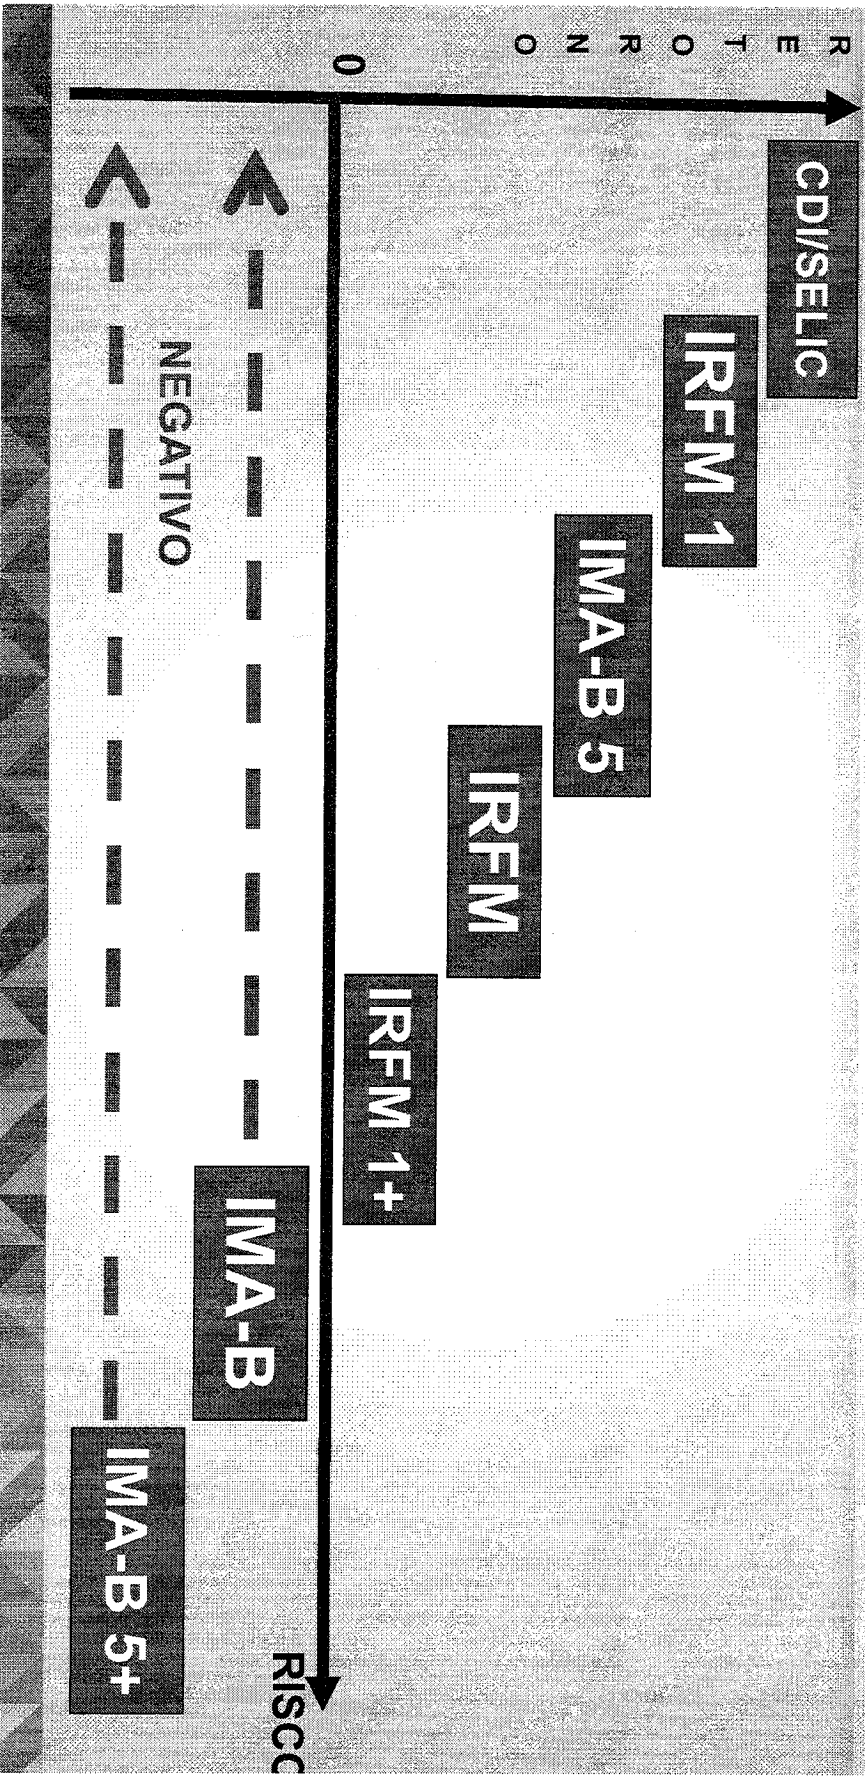 RETORNO
CDI/SELIC
IRFM 1
IMA-B 5
IRFM
IRFM 1+
0
RISCO
IMA-B
NEGATIVO
IMA-B 5+